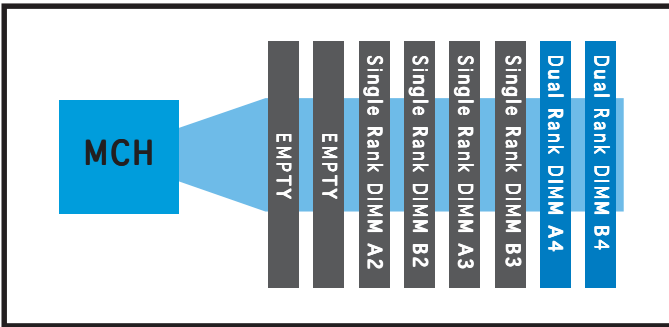 MCH
EMPTY
EMPTY
Single Rank DIMM A2
Single Rank DIMM B2
Single Rank DIMM A3
Single Rank DIMM B3
Dual Rank DIMM A4
Dual Rank DIMM B4